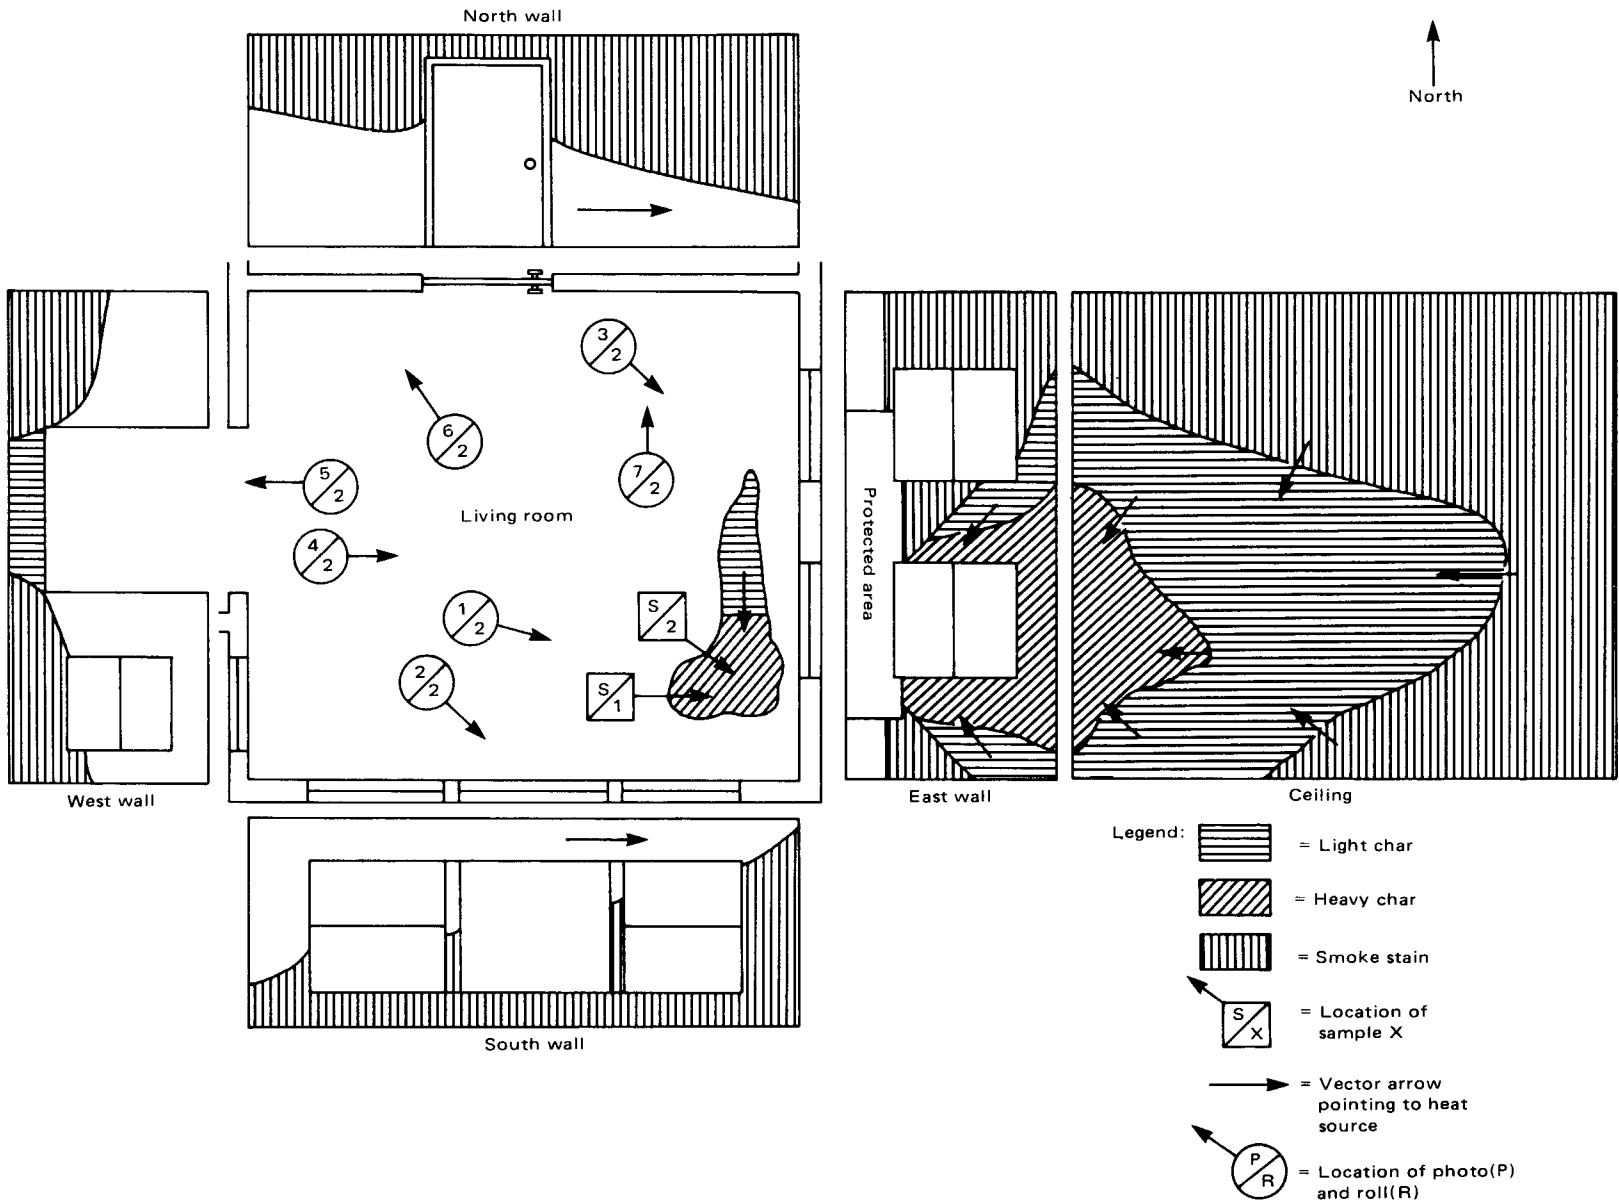 North wall
North
3
2
6
2
7
2
5
2
Living room
4
2
Protected area
1
2
S
2
2
2
S
1
West wall
East wall
Ceiling
Legend:
= Light char
= Heavy char
= Smoke stain
S
X
= Location of
sample X
= Vector arrow
pointing to heat
source
P
R
= Location of photo(P)
and roll(R)
South wall